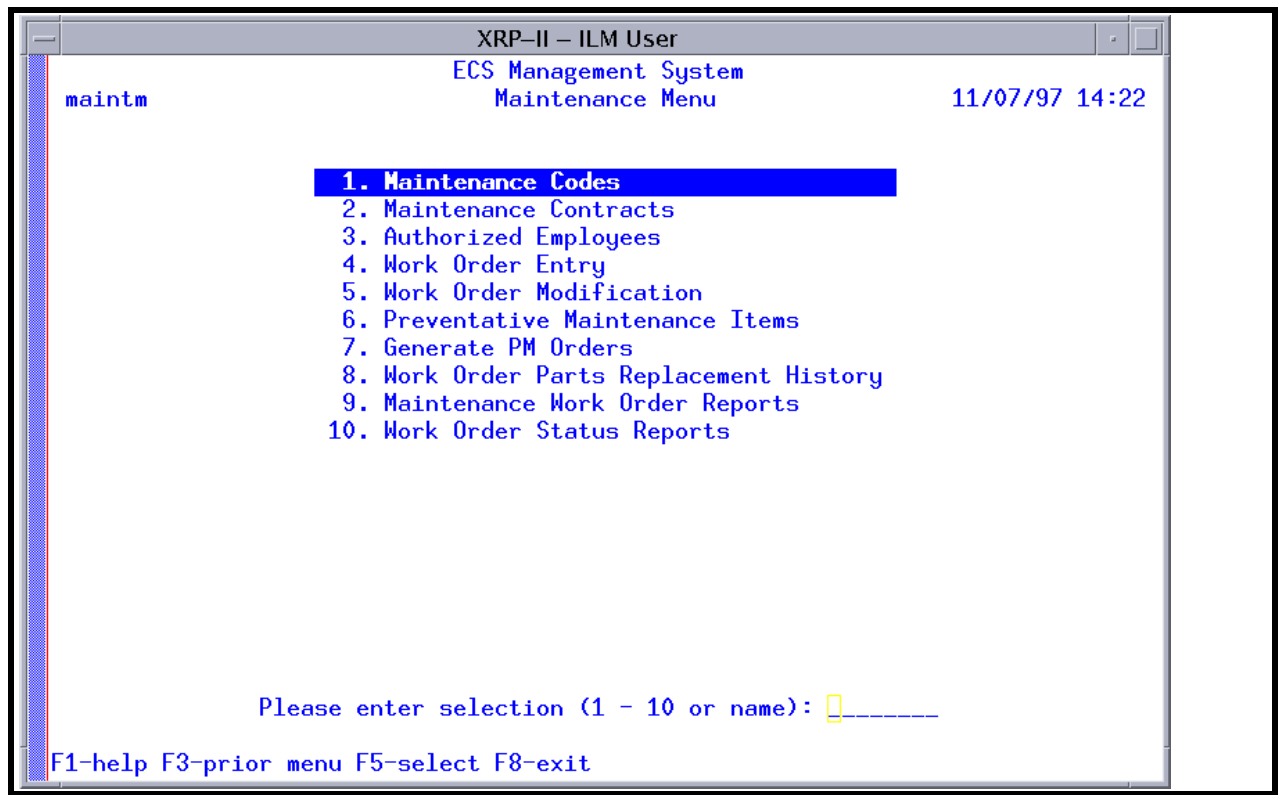 XRP–II – ILM User
ECS Management System
maintm Maintenance Menu 11/07/97 14:22
1. Maintenance Codes
2. Maintenance Contracts
3. Authorized Employees
4. Work Order Entry
5. Work Order Modification
6. Preventative Maintenance Items
7. Generate PM Orders
8. Work Order Parts Replacement History
9. Maintenance Work Order Reports
10. Work Order Status Reports
Please enter selection (1 - 10 or name): ________
F1-help F3-prior menu F5-select F8-exit